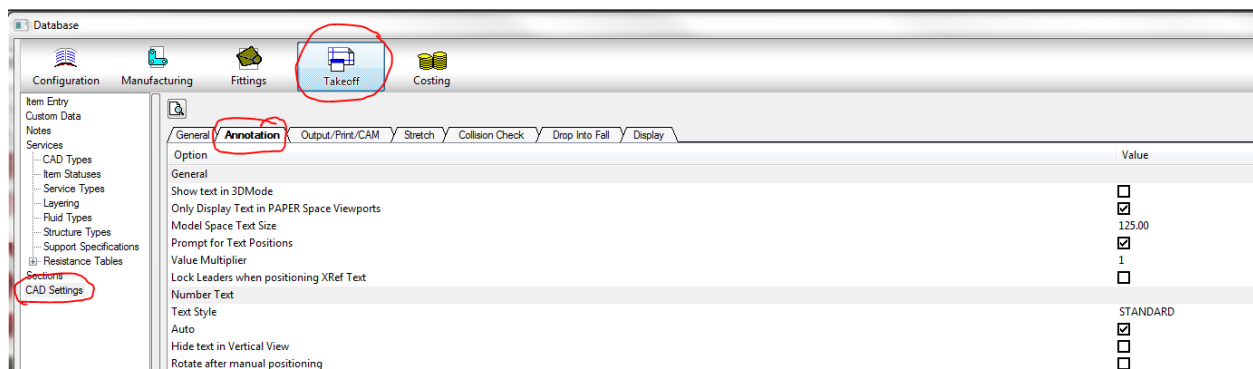 Database
Configuration Manufacturing Fittings Takeoff Costing
Item Entry
Custom Data
Notes
Services
CAD Types
Item Statuses
Service Types
Layering
Fluid Types
Structure Types
Support Specifications
Resistance Tables
Sections
CAD Settings
General Annotation Output/Print/CAM Stretch Collision Check Drop Into Fall Display
Option Value
General
Show text in 3DMode
Only Display Text in PAPER Space Viewports
Model Space Text Size 125.00
Prompt for Text Positions
Value Multiplier 1
Lock Leaders when positioning XRef Text
Number Text
Text Style STANDARD
Auto
Hide text in Vertical View
Rotate after manual positioning